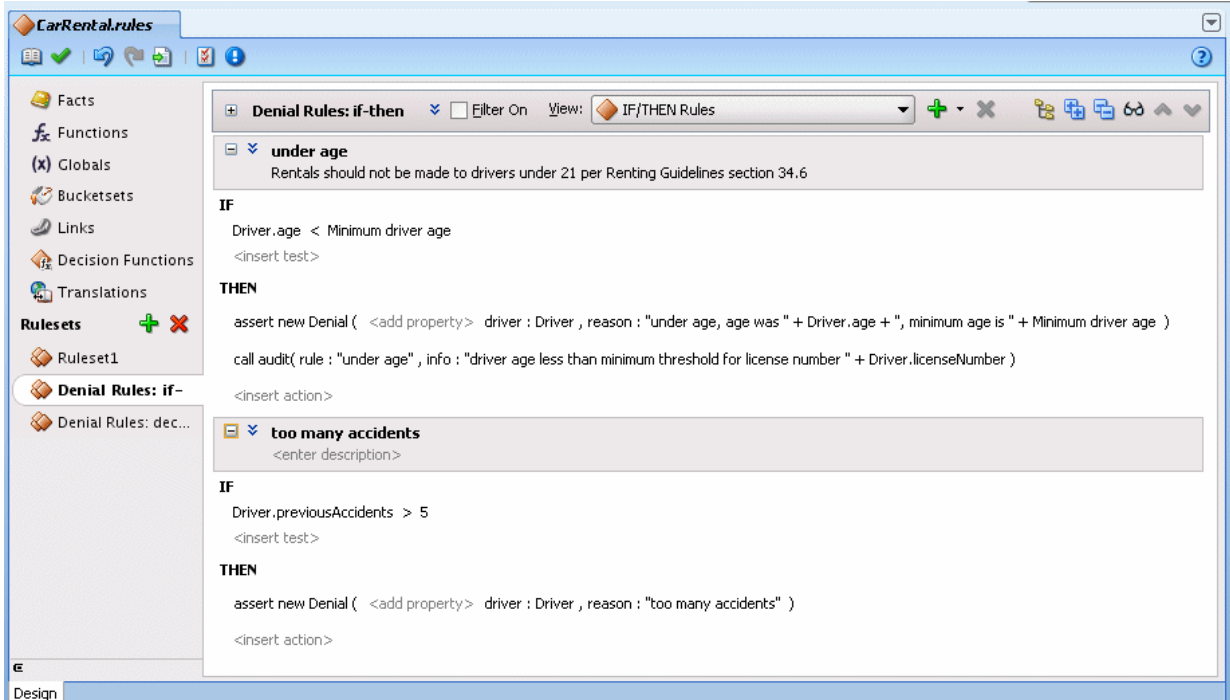 CarRental.rules
Facts
Functions
(x) Globals
Bucketsets
Links
Decision Functions
Translations
Rulesets
Ruleset1
Denial Rules: if-
Denial Rules: dec...
Denial Rules: if-then Filter On View: IF/THEN Rules
under age
Rentals should not be made to drivers under 21 per Renting Guidelines section 34.6
IF
Driver.age < Minimum driver age
<insert test>
THEN
assert new Denial ( <add property> driver : Driver , reason : "under age, age was " + Driver.age + ", minimum age is " + Minimum driver age )
call audit( rule : "under age" , info : "driver age less than minimum threshold for license number " + Driver.licenseNumber )
<insert action>
too many accidents
<enter description>
IF
Driver.previousAccidents > 5
<insert test>
THEN
assert new Denial ( <add property> driver : Driver , reason : "too many accidents" )
<insert action>
Design